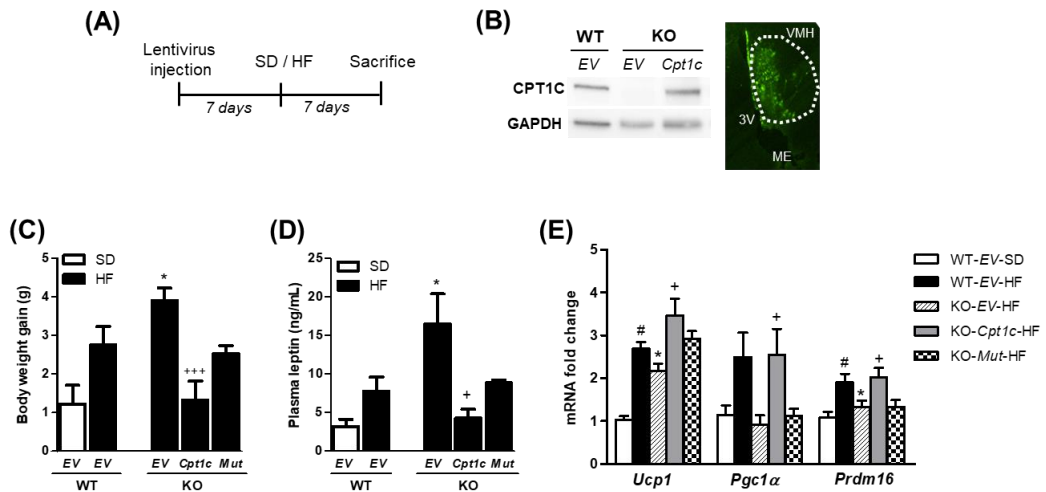 (A)
Lentivirus
injection
SD / HF
Sacrifice
7 days
7 days
(B)
WT
KO
EV
EV
Cpt1c
CPT1C
GAPDH
VMH
3V
ME
(C)
SD
HF
Body weight gain (g)
5
4
3
2
1
0
*
+++
EV
EV
EV
Cpt1c
Mut
WT
KO
(D)
SD
HF
Plasma leptin (ng/mL)
25
20
15
10
5
0
*
+
EV
EV
EV
Cpt1c
Mut
WT
KO
(E)
mRNA fold change
5
4
3
2
1
0
#
*
+
+
#
*
+
Ucp1
Pgc1α
Prdm16
WT-EV-SD
WT-EV-HF
KO-EV-HF
KO-Cpt1c-HF
KO-Mut-HF